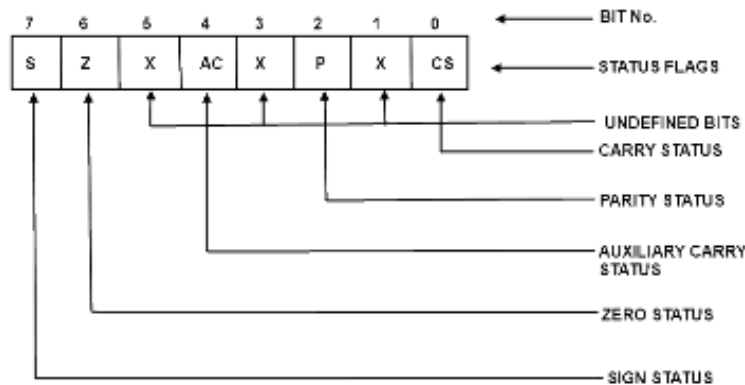 7 6 5 4 3 2 1 0 BIT No.
S Z X AC X P X CS STATUS FLAGS
UNDEFINED BITS
CARRY STATUS
PARITY STATUS
AUXILIARY CARRY
STATUS
ZERO STATUS
SIGN STATUS